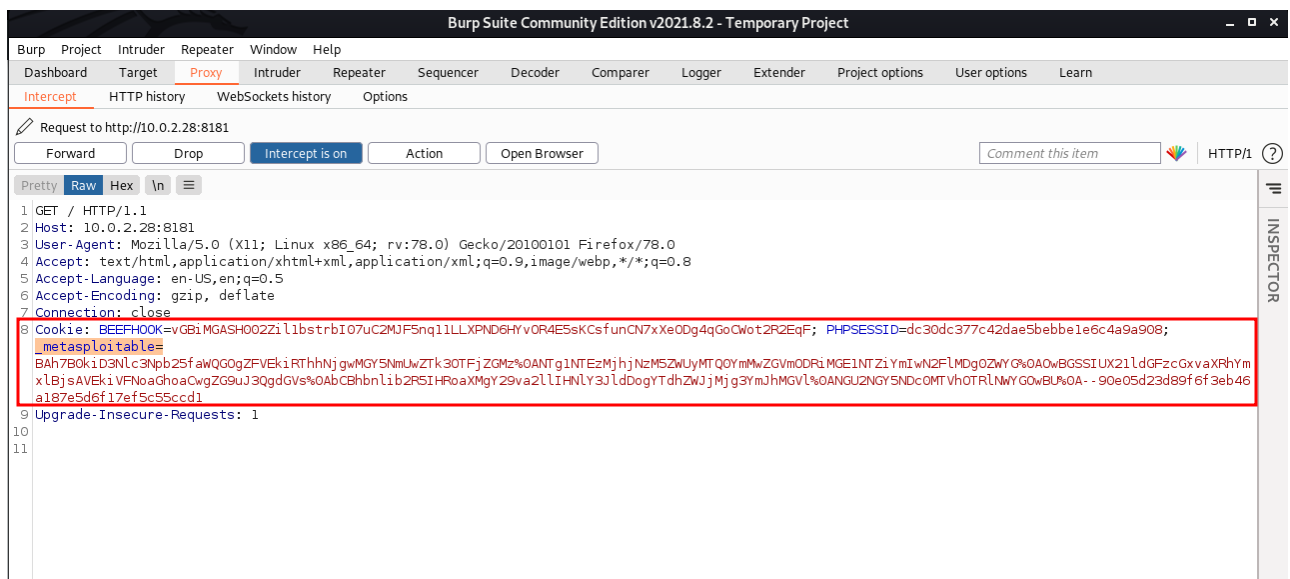 Burp Suite Community Edition v2021.8.2 - Temporary Project
Burp Project Intruder Repeater Window Help
Dashboard Target Proxy Intruder Repeater Sequencer Decoder Comparer Logger Extender Project options User options Learn
Intercept HTTP history WebSockets history Options
Request to http://10.0.2.28:8181
Forward Drop Intercept is on Action Open Browser Comment this item HTTP/1 ?
Pretty Raw Hex \n
INSPECTOR
1 GET / HTTP/1.1
2 Host: 10.0.2.28:8181
3 User-Agent: Mozilla/5.0 (X11; Linux x86_64; rv:78.0) Gecko/20100101 Firefox/78.0
4 Accept: text/html,application/xhtml+xml,application/xml;q=0.9,image/webp,*/*;q=0.8
5 Accept-Language: en-US,en;q=0.5
6 Accept-Encoding: gzip, deflate
7 Connection: close
8 Cookie: BEEFHOOK=vGBiMGASH002Zil1bstrbI07uC2MJF5nq11LLXPND6HYvOR4E5sKCsfunCN7xXeODg4qGoCWot2R2EqF; PHPSESSID=dc30dc377c42dae5bebbe1e6c4a9a908;
_metasploitable=
BAh7B0kiD3Nlc3Npb25faWQGOgZFVEkiRThhNjgwMGY5NmUwZTk3OTFjZGMz%0ANTg1NTEzMjhjNzM5ZWUyMTQOYmMwZGVmODRiMGE1NTZiYmIwN2FlMDg0ZWYG%0AOwBGSSIUX21ldGFzcGxvaXRhYm
xlBjsAVEkiVFNoaGhoaCwgZG9uJ3QgdGVs%0AbCBhbnlib2R5IHRoaXMgY29va2llIHNlY3JldDogYTdhZWJjMjg3YmJhMGVl%0ANGU2NGY5NDc0MTVhOTRlNWYGOwBU%0A--90e05d23d89f6f3eb46
a187e5d6f17ef5c55ccd1
9 Upgrade-Insecure-Requests: 1
10
11